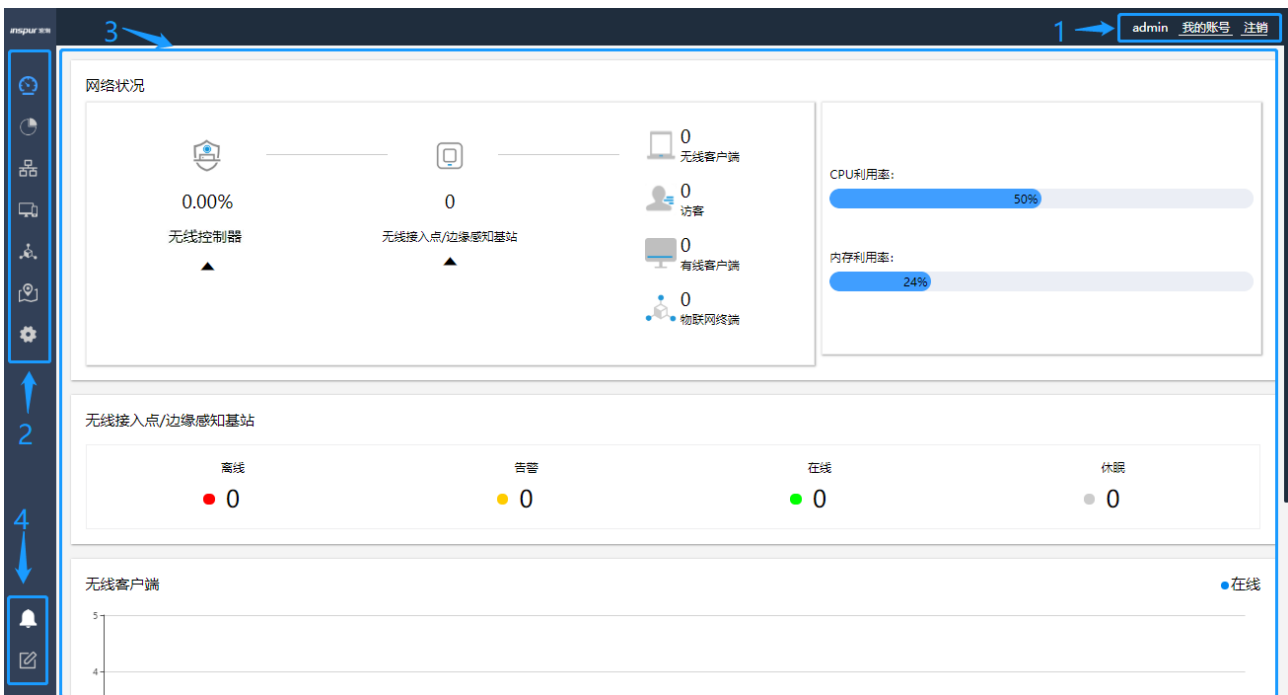 inspur 浪潮
3
1
admin 我的账号 注销
网络状况
0.00%
无线控制器
0
无线接入点/边缘感知基站
0
无线客户端
0
访客
0
有线客户端
0
物联网终端
CPU利用率:
50%
内存利用率:
24%
2
无线接入点/边缘感知基站
离线
0
告警
0
在线
0
休眠
0
4
无线客户端
在线
5
4